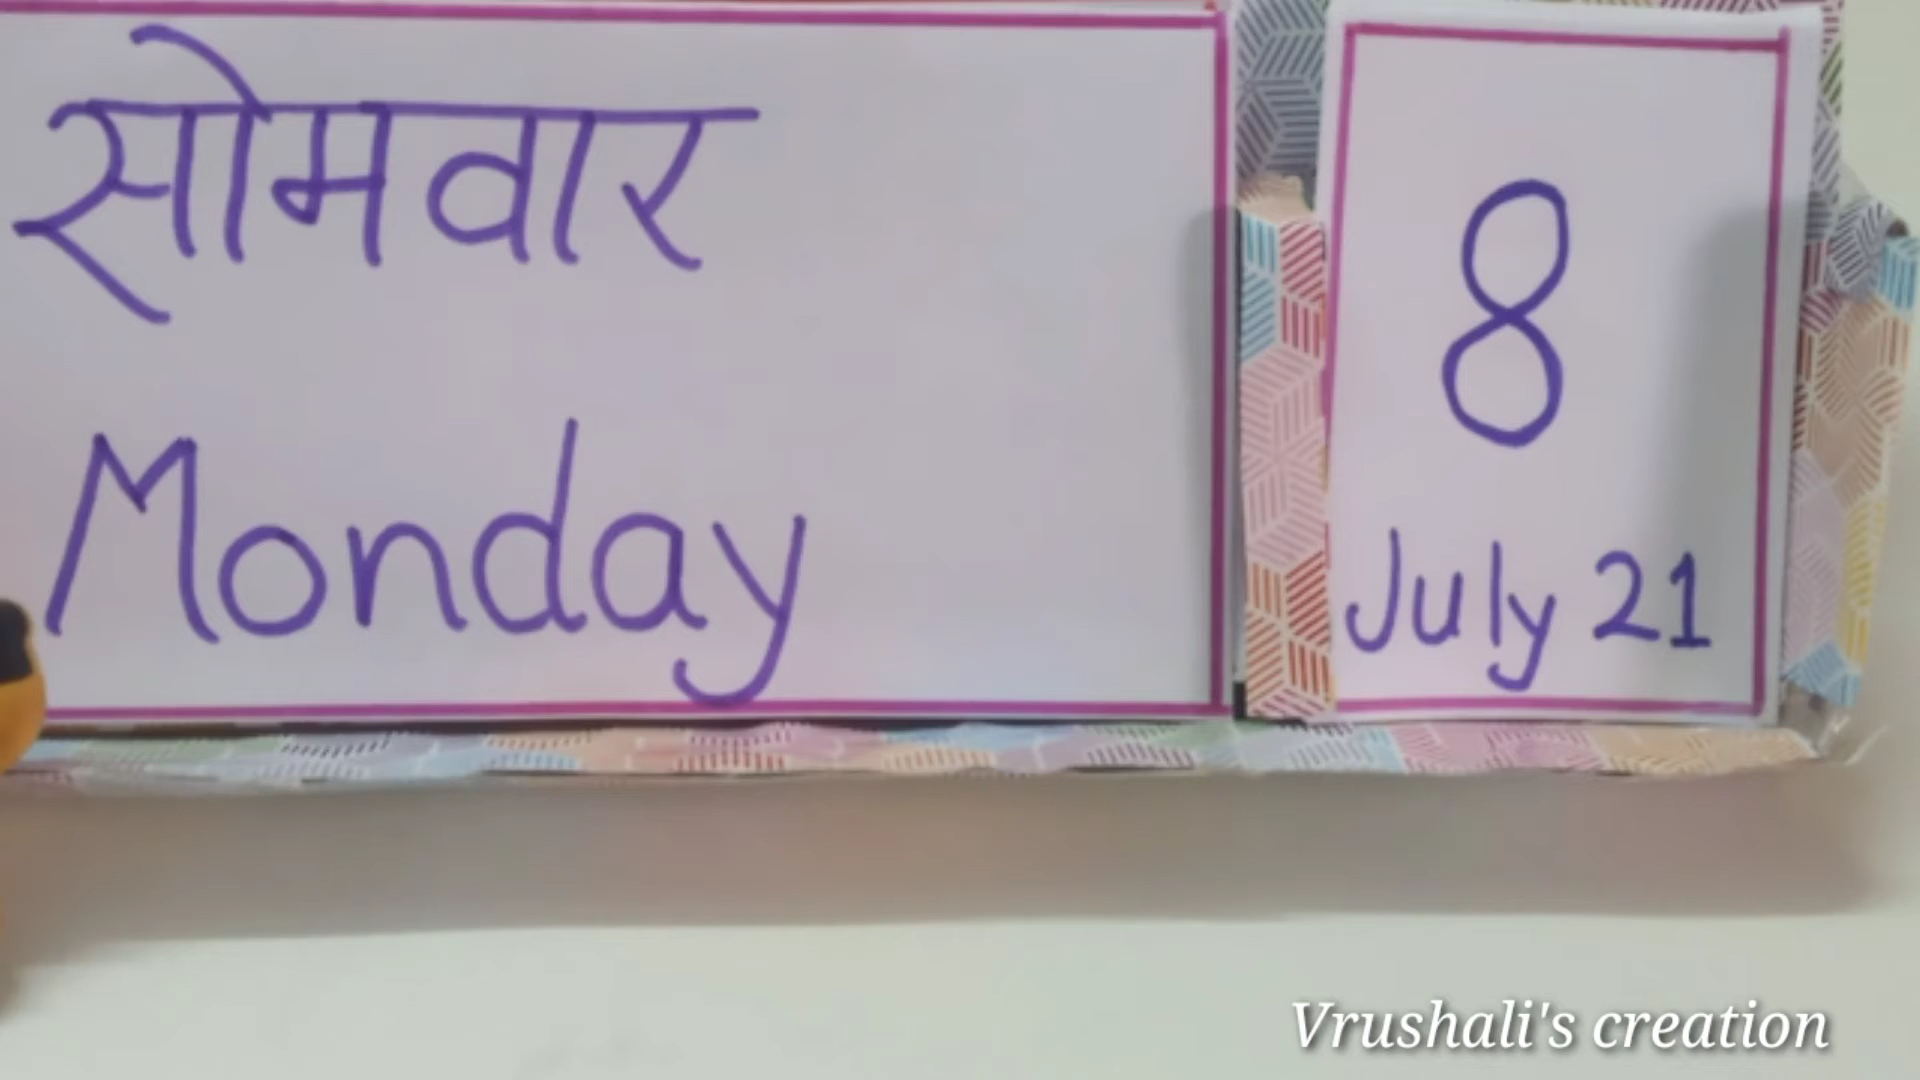 सोमवार
Monday
8
July 21
Vrushali's creation